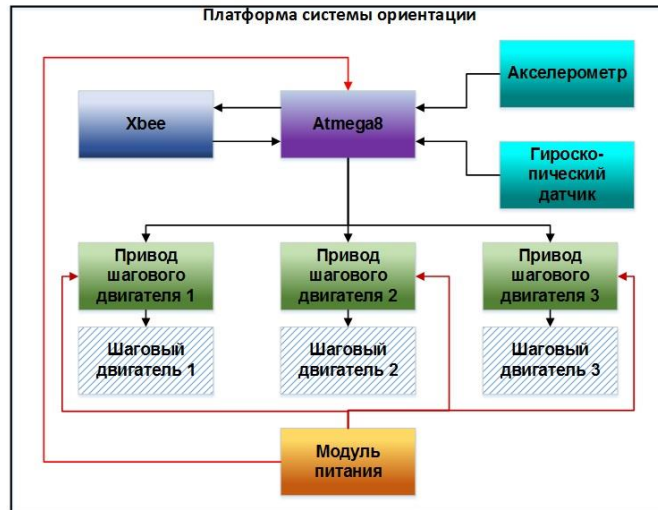 Платформа системы ориентации
Акселерометр
Xbee
Atmega8
Гироско-
пический
датчик
Привод
шагового
двигателя 1
Привод
шагового
двигателя 2
Привод
шагового
двигателя 3
Шаговый
двигатель 1
Шаговый
двигатель 2
Шаговый
двигатель 3
Модуль
питания